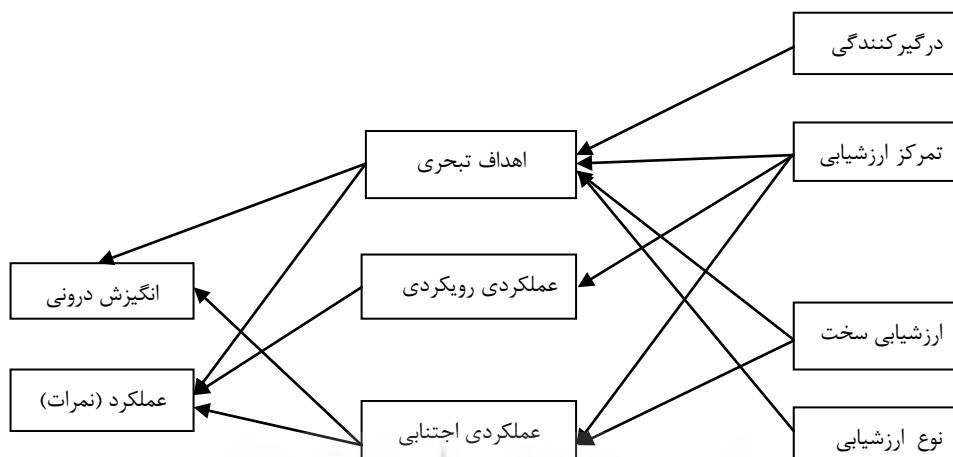 درگیرکنندگی
تمرکز ارزشیابی
اهداف تبحری
انگیزش درونی
عملکردی رویکردی
ارزشیابی سخت
عملکرد (نمرات)
عملکردی اجتنابی
نوع ارزشیابی